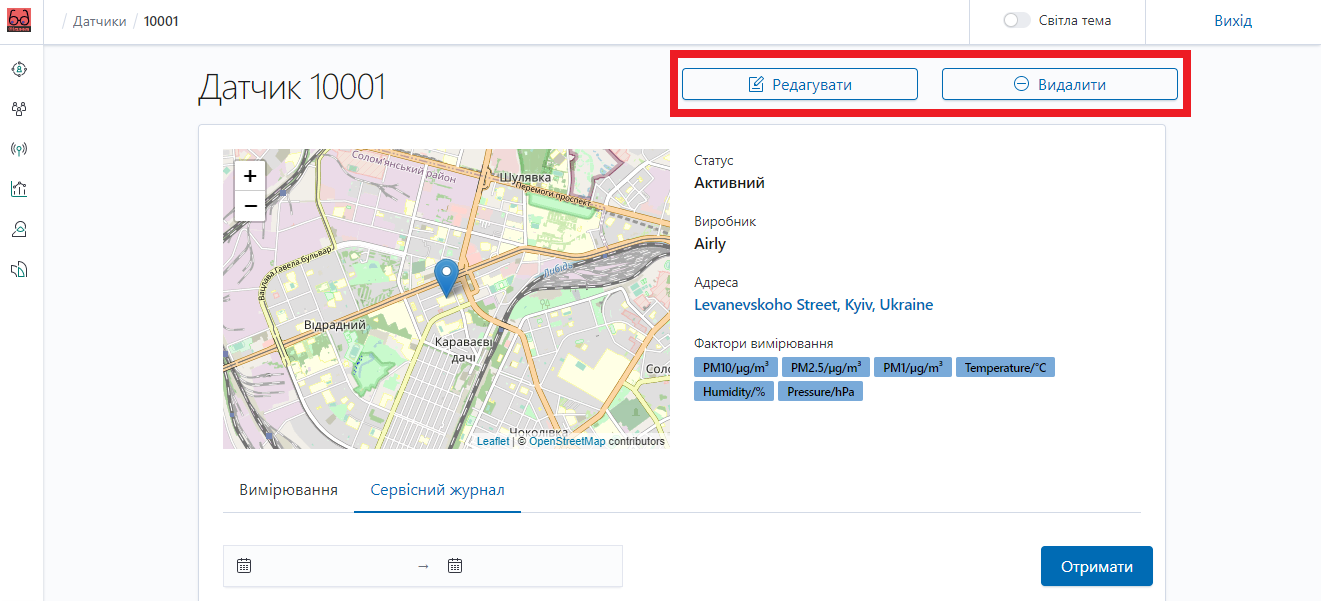 / Датчики / 10001
Світла тема
Вихід
Датчик 10001
Редагувати
Видалити
+
−
Солом'янський район
Шулявка
Перемоги проспект
Вацлава Гавела бульвар
Либідь
Відрадний
Караваєві
дачі
Соло
Чоколівка
Leaflet | © OpenStreetMap contributors
Статус
Активний
Виробник
Airly
Адреса
Levanevskoho Street, Kyiv, Ukraine
Фактори вимірювання
PM10/µg/m³ PM2.5/µg/m³ PM1/µg/m³ Temperature/°C
Humidity/% Pressure/hPa
Вимірювання Сервісний журнал
→
Отримати